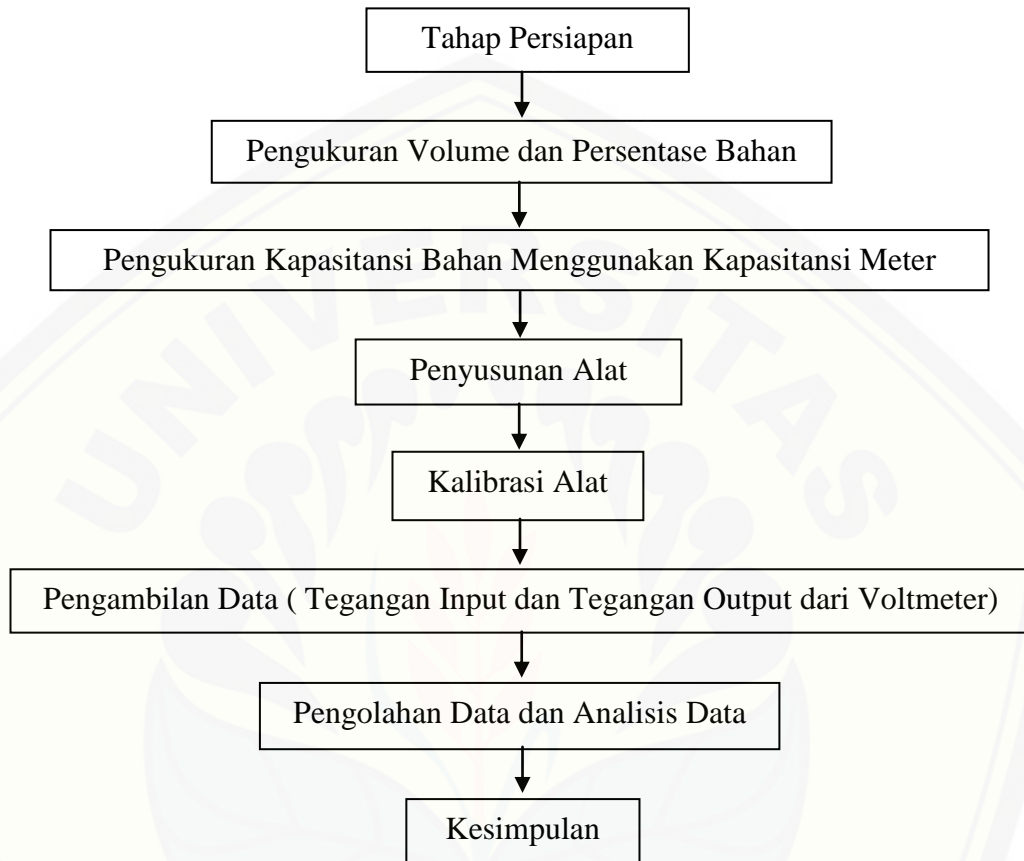 Tahap Persiapan
Pengukuran Volume dan Persentase Bahan
Pengukuran Kapasitansi Bahan Menggunakan Kapasitansi Meter
Penyusunan Alat
Kalibrasi Alat
Pengambilan Data ( Tegangan Input dan Tegangan Output dari Voltmeter)
Pengolahan Data dan Analisis Data
Kesimpulan
UNIVERSITAS